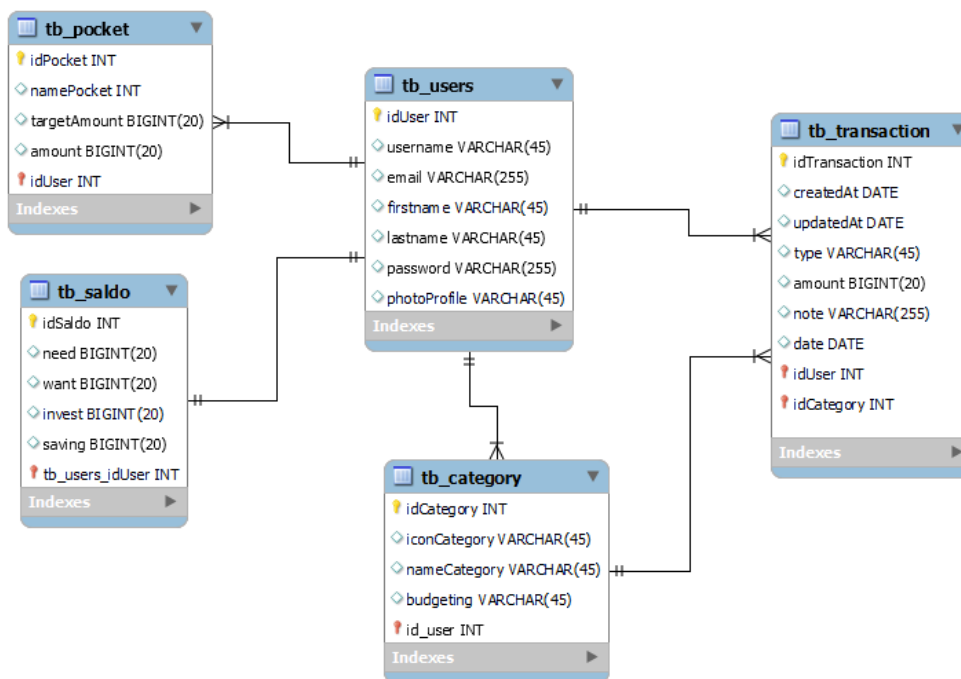 tb_pocket
idPocket INT
namePocket INT
targetAmount BIGINT(20)
amount BIGINT(20)
idUser INT
Indexes
tb_users
idUser INT
username VARCHAR(45)
email VARCHAR(255)
firstname VARCHAR(45)
lastname VARCHAR(45)
password VARCHAR(255)
photoProfile VARCHAR(45)
Indexes
tb_transaction
idTransaction INT
createdAt DATE
updatedAt DATE
type VARCHAR(45)
amount BIGINT(20)
note VARCHAR(255)
date DATE
idUser INT
idCategory INT
Indexes
tb_saldo
idSaldo INT
need BIGINT(20)
want BIGINT(20)
invest BIGINT(20)
saving BIGINT(20)
tb_users_idUser INT
Indexes
tb_category
idCategory INT
iconCategory VARCHAR(45)
nameCategory VARCHAR(45)
budgeting VARCHAR(45)
id_user INT
Indexes